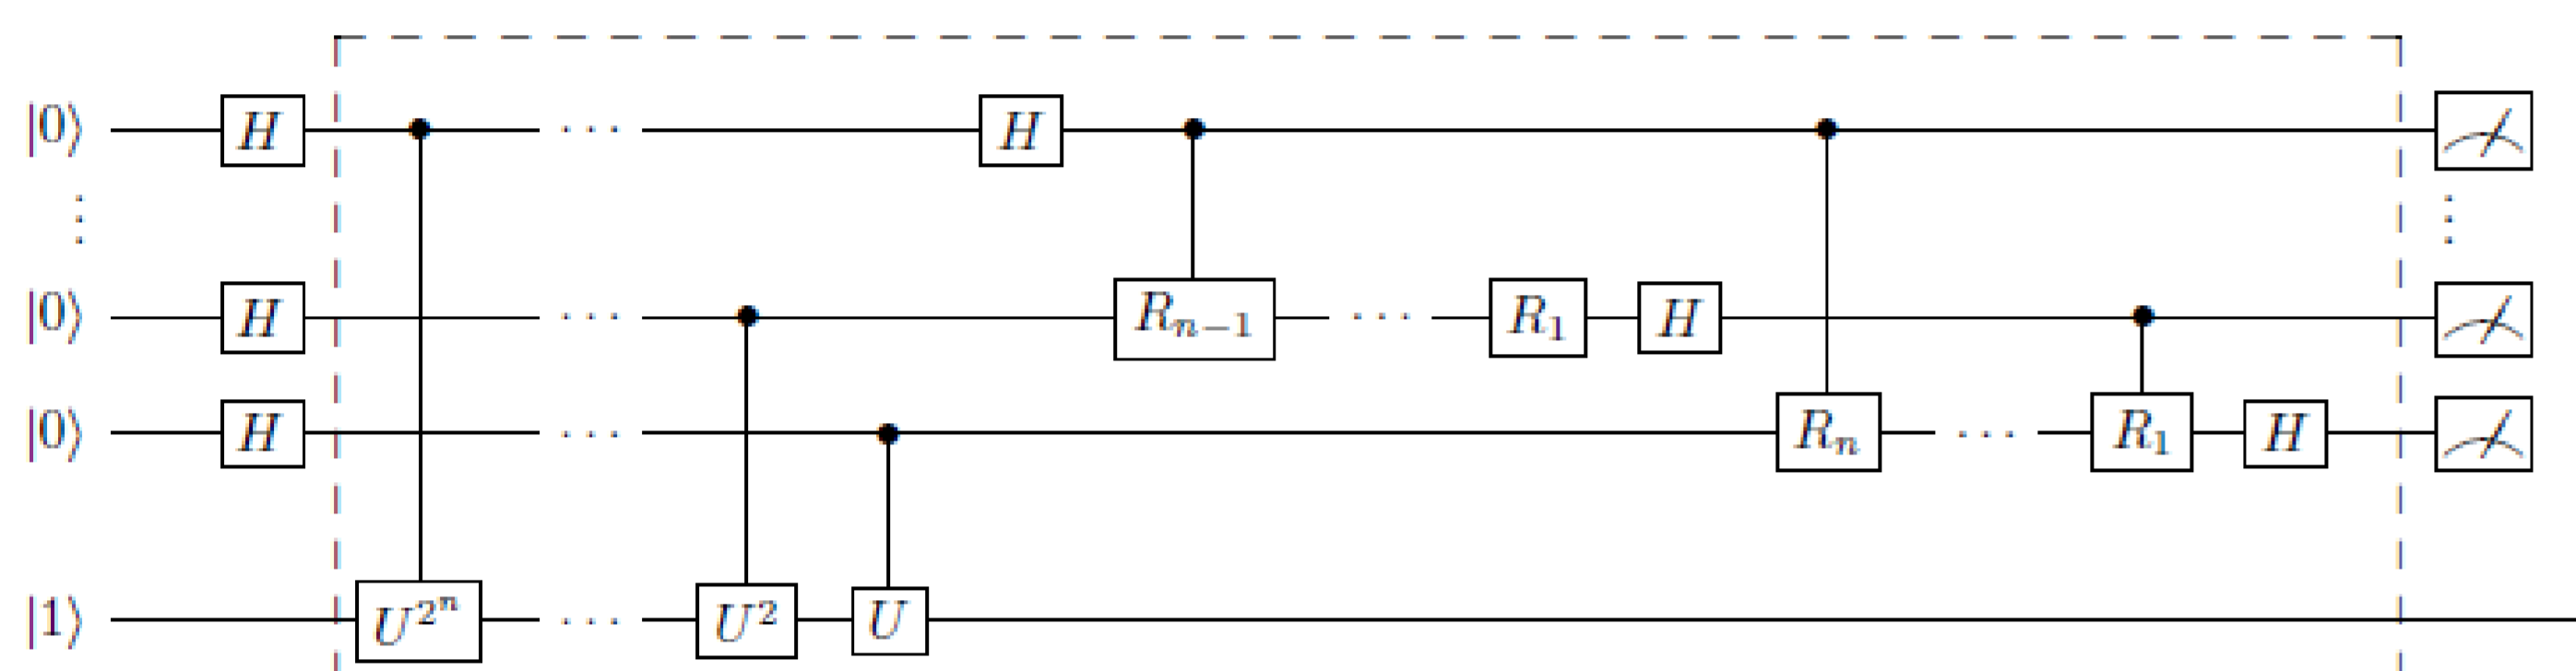 |0⟩ H ⋯ H
⋮ ⋮
|0⟩ H ⋯ R_{n−1} ⋯ R_1 H
|0⟩ H ⋯ R_n ⋯ R_1 H
|1⟩ U^{2^n} ⋯ U^2 U